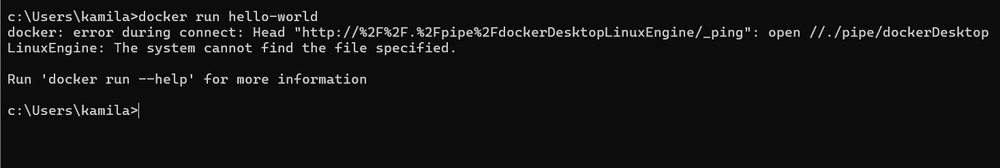 c:\Users\kamila>docker run hello-world
docker: error during connect: Head "http://%2F%2F.%2Fpipe%2FdockerDesktopLinuxEngine/_ping": open //./pipe/dockerDesktop
LinuxEngine: The system cannot find the file specified.
Run 'docker run --help' for more information
c:\Users\kamila>